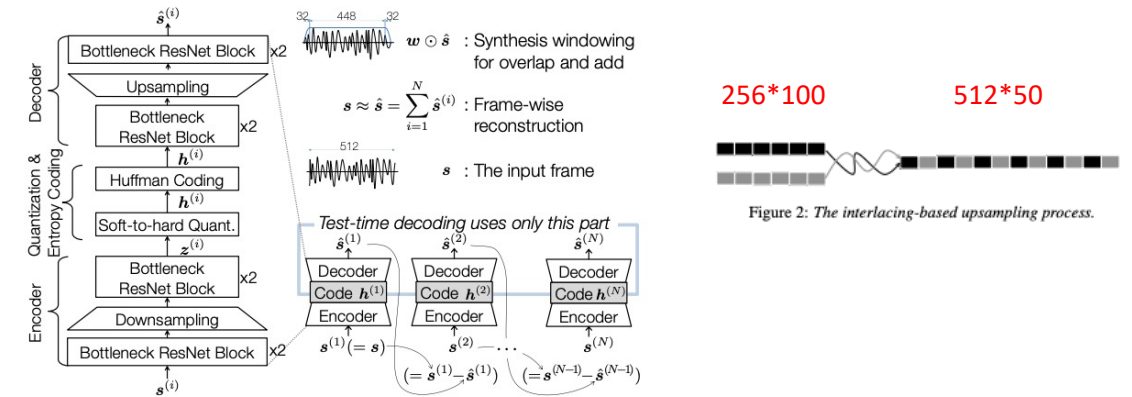 ŝ⁽ⁱ⁾
Decoder
Bottleneck ResNet Block x2
Upsampling
Bottleneck
ResNet Block x2
h⁽ⁱ⁾
Quantization &
Entropy Coding
Huffman Coding
h⁽ⁱ⁾
Soft-to-hard Quant.
z⁽ⁱ⁾
Encoder
Bottleneck
ResNet Block x2
Downsampling
Bottleneck ResNet Block x2
s⁽ⁱ⁾
32 448 32
w ⊙ ŝ : Synthesis windowing
for overlap and add
s ≈ ŝ = ∑_{i=1}^{N} ŝ⁽ⁱ⁾ : Frame-wise
reconstruction
512
s : The input frame
Test-time decoding uses only this part
ŝ⁽¹⁾ ŝ⁽²⁾ ŝ⁽ᴺ⁾
Decoder Decoder Decoder
Code h⁽¹⁾ Code h⁽²⁾ Code h⁽ᴺ⁾
Encoder Encoder Encoder
s⁽¹⁾(= s) s⁽²⁾ ... s⁽ᴺ⁾
(= s⁽¹⁾−ŝ⁽¹⁾) (= s⁽ᴺ⁻¹⁾−ŝ⁽ᴺ⁻¹⁾)
256*100 512*50
Figure 2: The interlacing-based upsampling process.